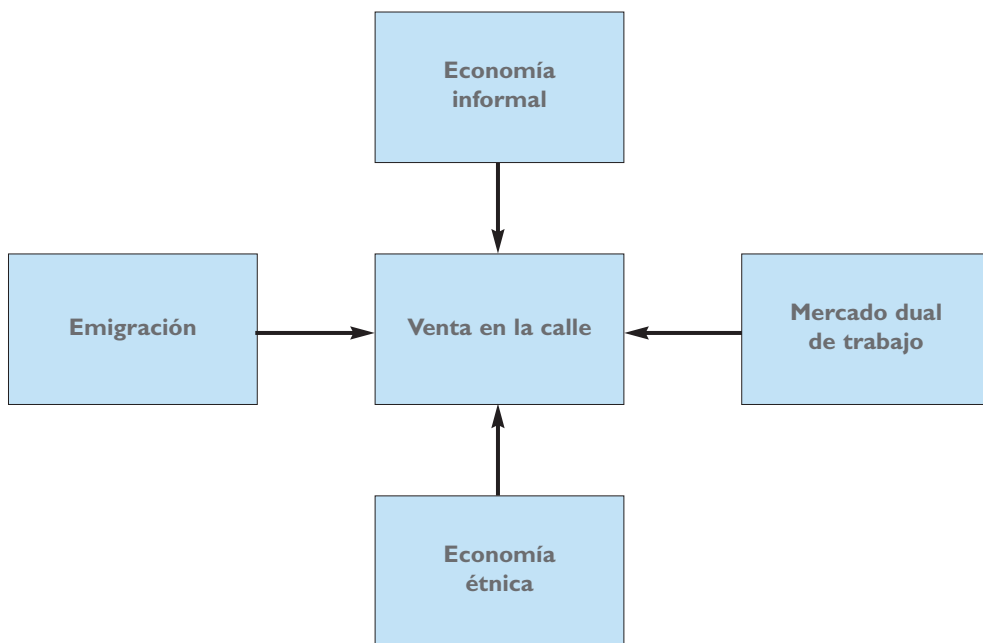 Economía
informal
Emigración
Venta en la calle
Mercado dual
de trabajo
Economía
étnica